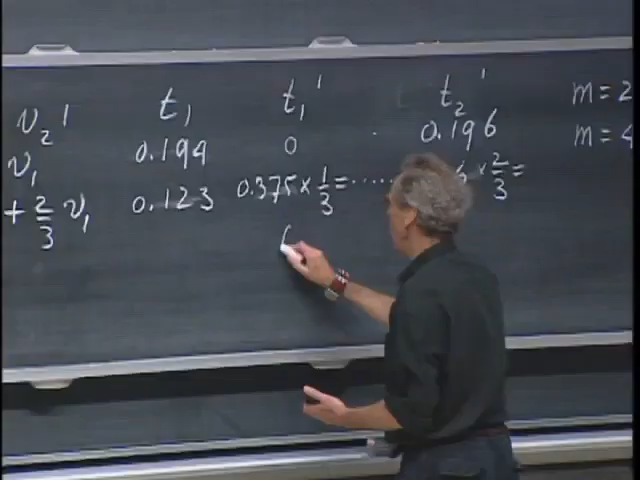 v₂' t₁ t₁' t₂' m = 2
v₁ 0.194 0 0.196 m = 4
+ 2/3 v₁ 0.123 0.375 × 1/3 = ...... × 2/3 =